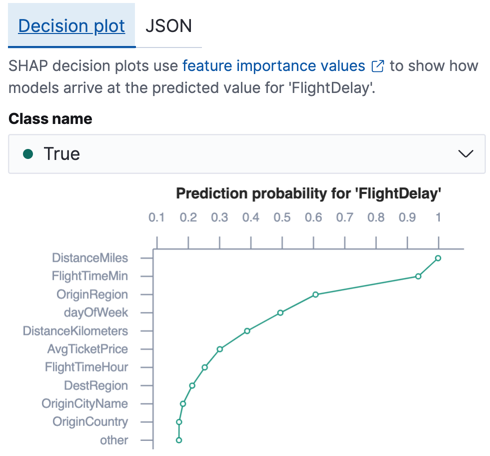 Decision plot JSON
SHAP decision plots use feature importance values to show how
models arrive at the predicted value for 'FlightDelay'.
Class name
True
Prediction probability for 'FlightDelay'
0.1 0.2 0.3 0.4 0.5 0.6 0.7 0.8 0.9 1
DistanceMiles
FlightTimeMin
OriginRegion
dayOfWeek
DistanceKilometers
AvgTicketPrice
FlightTimeHour
DestRegion
OriginCityName
OriginCountry
other